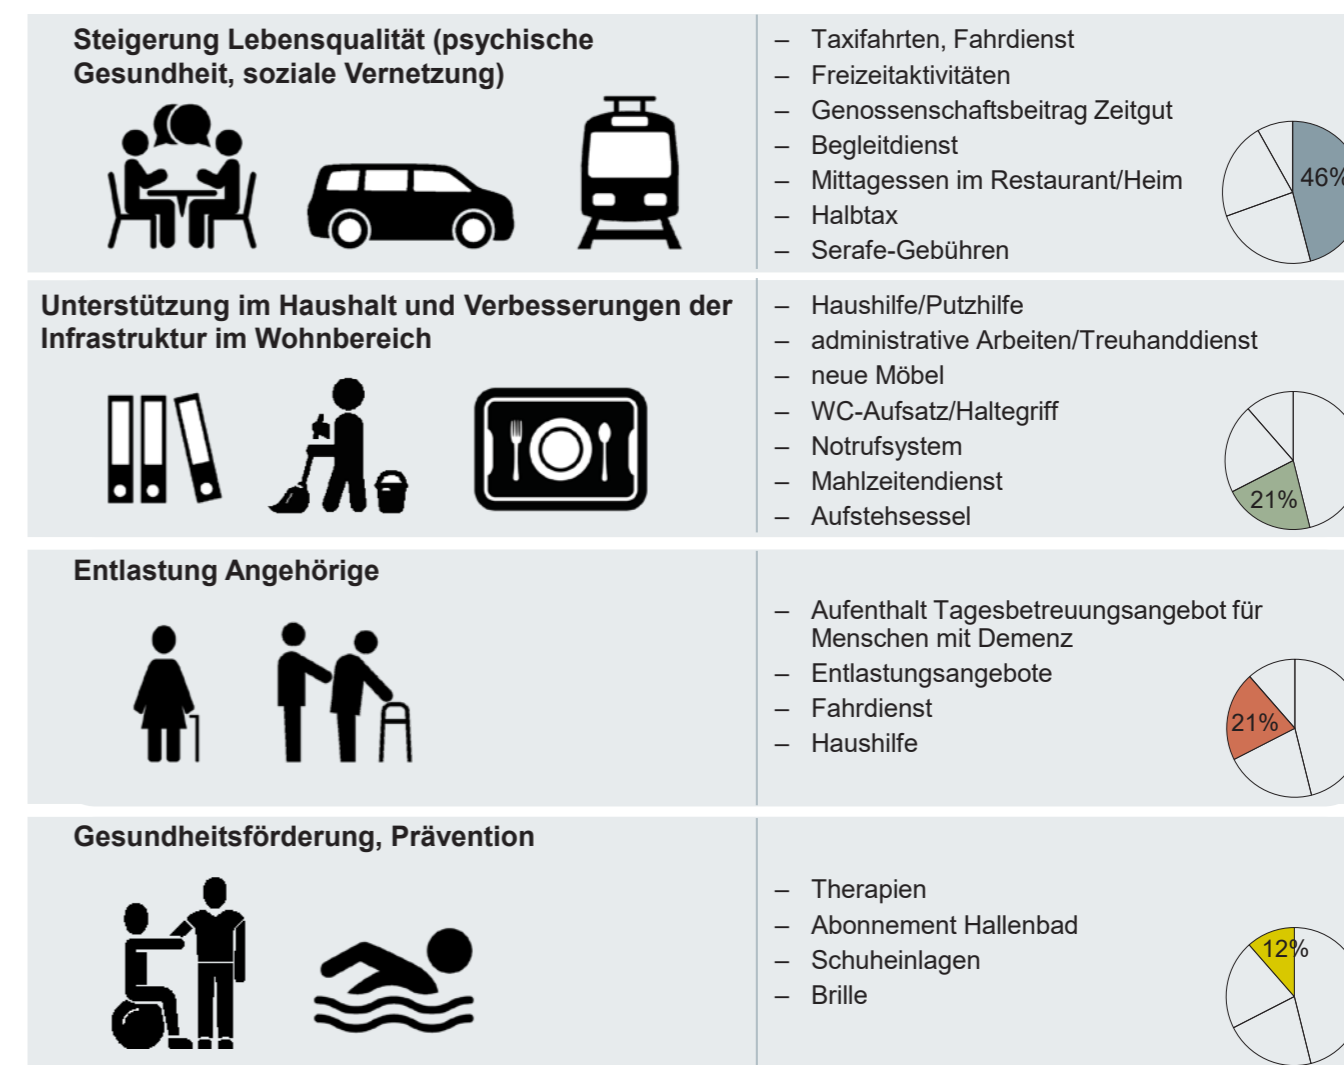 Steigerung Lebensqualität (psychische
Gesundheit, soziale Vernetzung)
– Taxifahrten, Fahrdienst
– Freizeitaktivitäten
– Genossenschaftsbeitrag Zeitgut
– Begleitdienst
– Mittagessen im Restaurant/Heim
– Halbtax
– Serafe-Gebühren
46%
Unterstützung im Haushalt und Verbesserungen der
Infrastruktur im Wohnbereich
– Haushilfe/Putzhilfe
– administrative Arbeiten/Treuhanddienst
– neue Möbel
– WC-Aufsatz/Haltegriff
– Notrufsystem
– Mahlzeitendienst
– Aufstehsessel
21%
Entlastung Angehörige
– Aufenthalt Tagesbetreuungsangebot für
Menschen mit Demenz
– Entlastungsangebote
– Fahrdienst
– Haushilfe
21%
Gesundheitsförderung, Prävention
– Therapien
– Abonnement Hallenbad
– Schuheinlagen
– Brille
12%